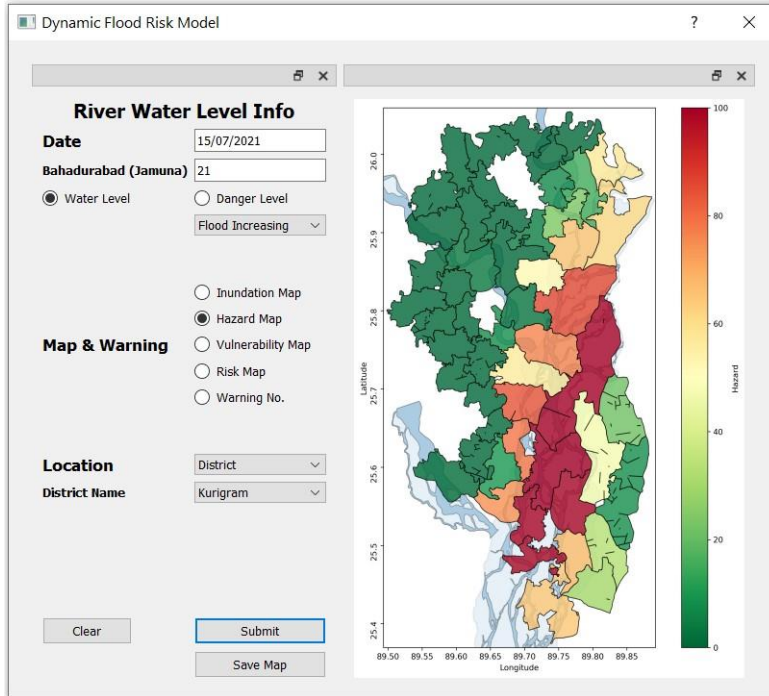 Dynamic Flood Risk Model
River Water Level Info
Date 15/07/2021
Bahadurabad (Jamuna) 21
Water Level Danger Level
Flood Increasing
Map & Warning
Inundation Map
Hazard Map
Vulnerability Map
Risk Map
Warning No.
Location District
District Name Kurigram
Clear Submit
Save Map
Latitude
26.0
25.9
25.8
25.7
25.6
25.5
25.4
89.50 89.55 89.60 89.65 89.70 89.75 89.80 89.85
Longitude
100
80
60
40
20
0
Hazard